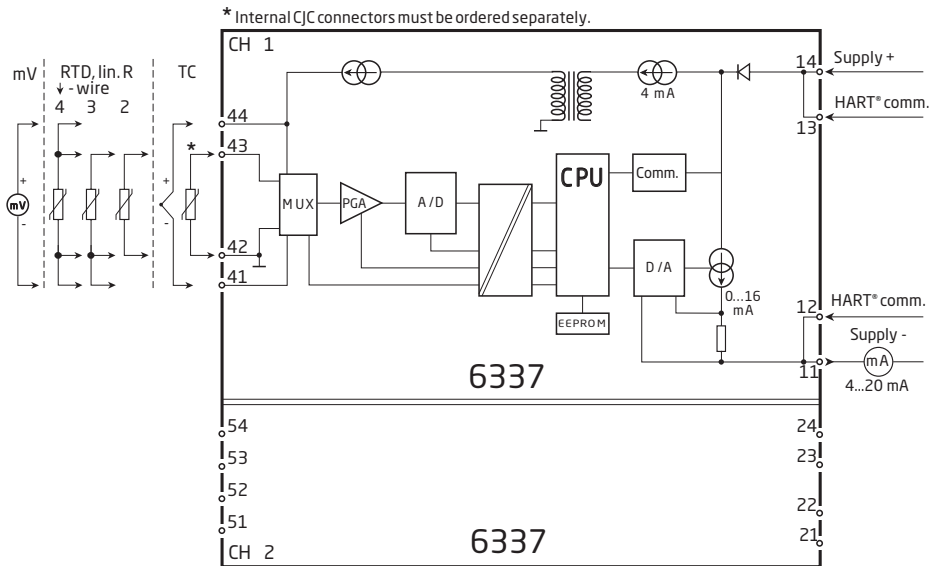 * Internal CJC connectors must be ordered separately.
CH 1
mV
RTD, lin. R
↓ - wire
4 3 2
TC
14
Supply +
4 mA
HART® comm.
13
44
*
43
+
mV
-
+
-
MUX
PGA
A/D
CPU
Comm.
42
41
D/A
0...16
mA
12
HART® comm.
EEPROM
Supply -
mA
11
4...20 mA
6337
54
24
53
23
52
22
51
21
CH 2
6337